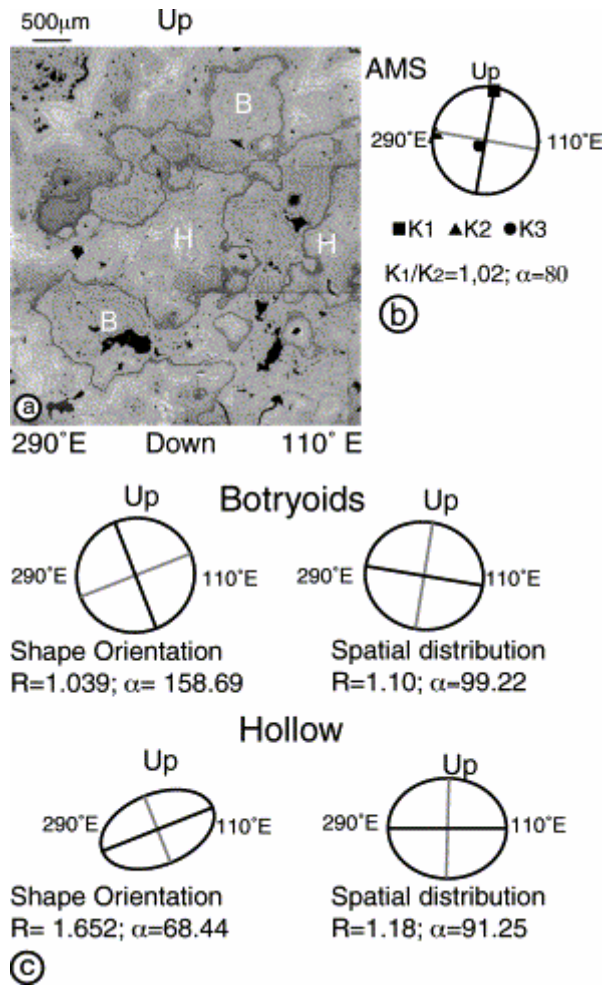 500μm Up
B
H
H
B
ⓐ
290°E Down 110°E
AMS
Up
290°E 110°E
■K1 ▲K2 ●K3
K1/K2=1,02; α=80
ⓑ
Botryoids
Up Up
290°E 110°E 290°E 110°E
Shape Orientation Spatial distribution
R=1.039; α= 158.69 R=1.10; α=99.22
Hollow
Up Up
290°E 110°E 290°E 110°E
Shape Orientation Spatial distribution
R= 1.652; α=68.44 R=1.18; α=91.25
ⓒ